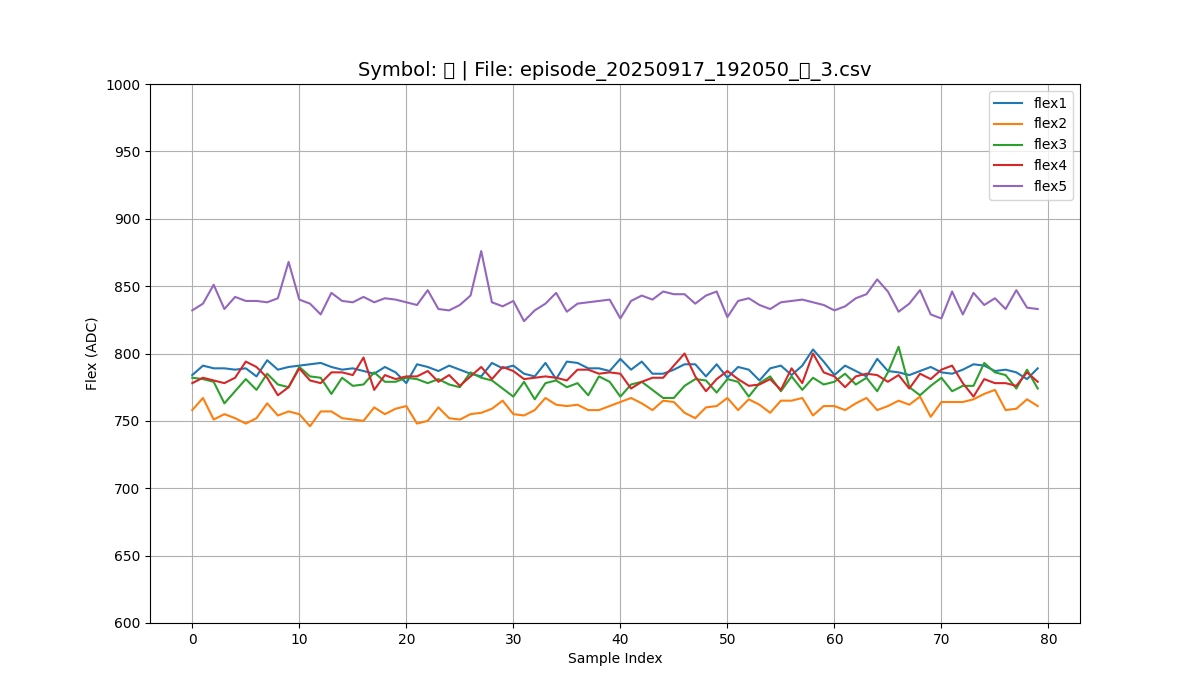 Symbol: ▯ | File: episode_20250917_192050_▯_3.csv
1000
950
900
850
800
750
700
650
600
Flex (ADC)
flex1
flex2
flex3
flex4
flex5
0 10 20 30 40 50 60 70 80
Sample Index